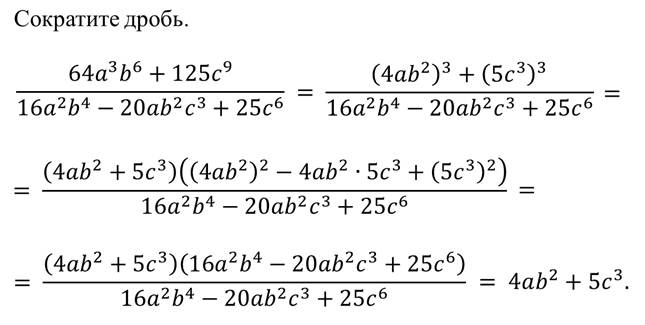 Сократите дробь.
\frac{64a^3b^6 + 125c^9}{16a^2b^4 − 20ab^2c^3 + 25c^6} = \frac{(4ab^2)^3 + (5c^3)^3}{16a^2b^4 − 20ab^2c^3 + 25c^6} =
= \frac{(4ab^2 + 5c^3)((4ab^2)^2 − 4ab^2 · 5c^3 + (5c^3)^2)}{16a^2b^4 − 20ab^2c^3 + 25c^6} =
= \frac{(4ab^2 + 5c^3)(16a^2b^4 − 20ab^2c^3 + 25c^6)}{16a^2b^4 − 20ab^2c^3 + 25c^6} = 4ab^2 + 5c^3.